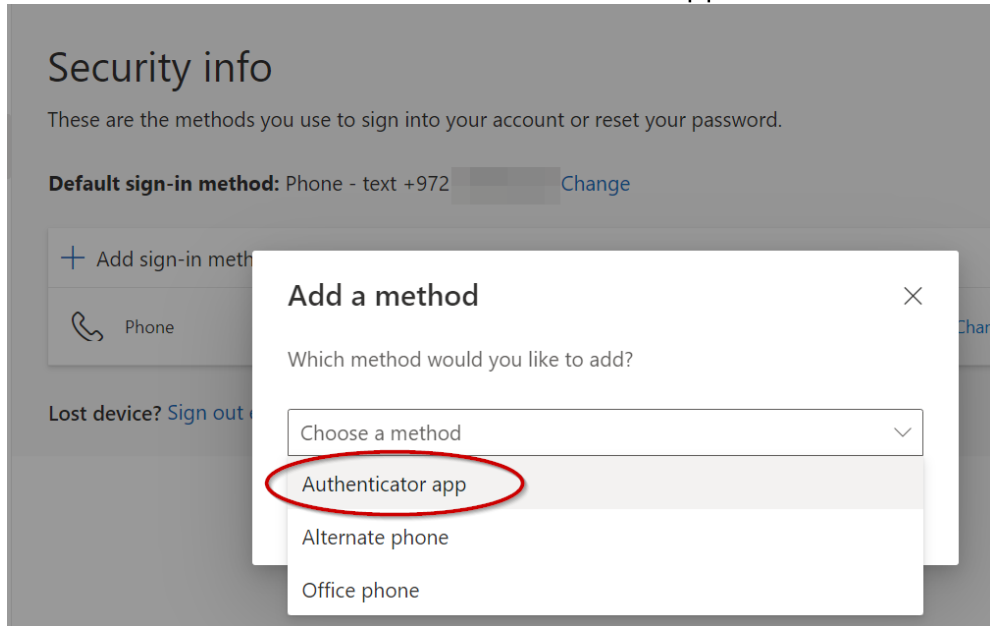 app
Security info
These are the methods you use to sign into your account or reset your password.
Default sign-in method: Phone - text +972 Change
Add sign-in meth
Add a method
Phone
Which method would you like to add?
Lost device? Sign out
Choose a method
Authenticator app
Alternate phone
Office phone